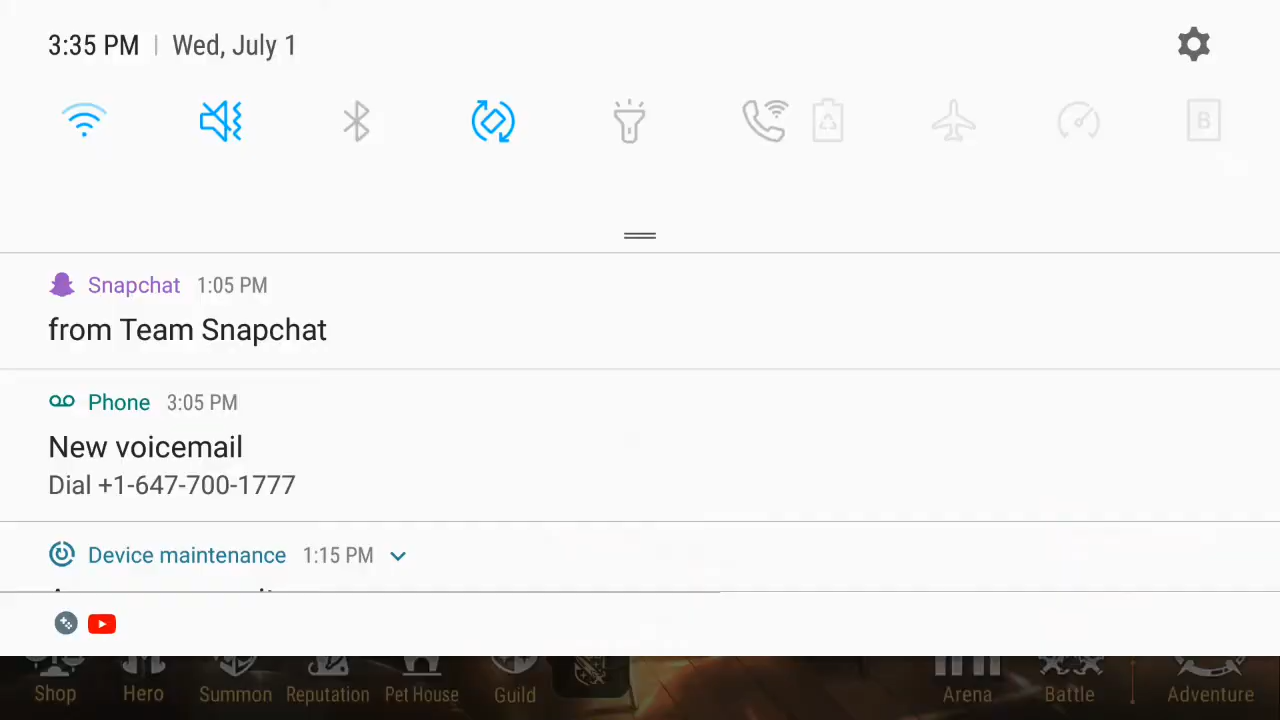 3:35 PM | Wed, July 1
B
Snapchat 1:05 PM
from Team Snapchat
Phone 3:05 PM
New voicemail
Dial +1-647-700-1777
Device maintenance 1:15 PM
Shop Hero Summon Reputation Pet House Guild Arena Battle Adventure